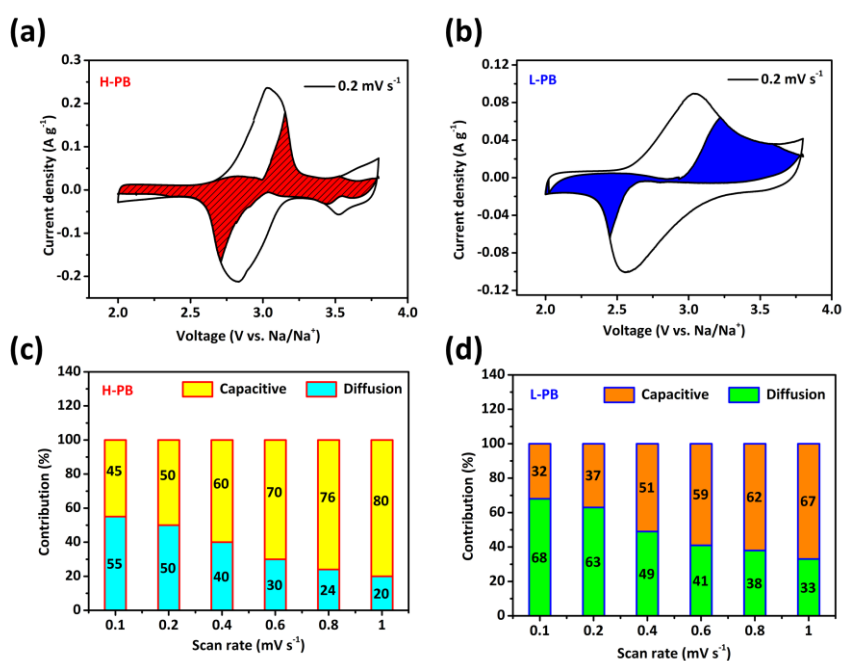 (a)
H-PB
0.2 mV s⁻¹
Current density (A g⁻¹)
0.3
0.2
0.1
0.0
-0.1
-0.2
2.0 2.5 3.0 3.5 4.0
Voltage (V vs. Na/Na⁺)
(b)
L-PB
0.2 mV s⁻¹
Current density (A g⁻¹)
0.12
0.08
0.04
0.00
-0.04
-0.08
-0.12
2.0 2.5 3.0 3.5 4.0
Voltage (V vs. Na/Na⁺)
(c)
H-PB
Capacitive Diffusion
Contribution (%)
140
120
100
80
60
40
20
0
45 50 60 70 76 80
55 50 40 30 24 20
0.1 0.2 0.4 0.6 0.8 1
Scan rate (mV s⁻¹)
(d)
L-PB
Capacitive Diffusion
Contribution (%)
140
120
100
80
60
40
20
0
32 37 51 59 62 67
68 63 49 41 38 33
0.1 0.2 0.4 0.6 0.8 1
Scan rate (mV s⁻¹)